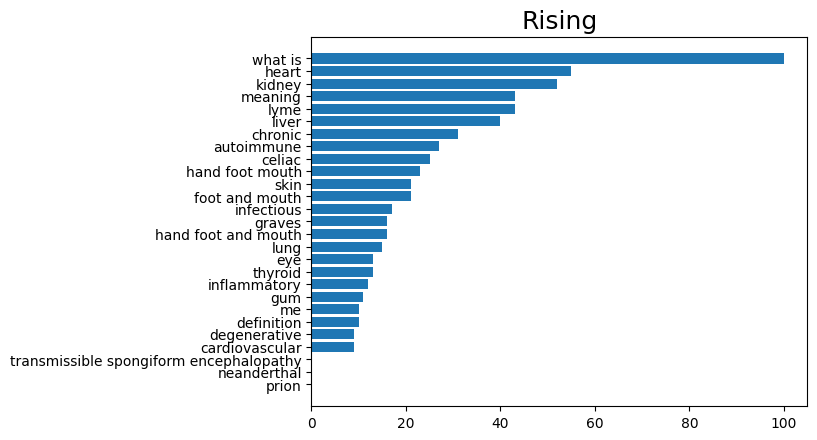 Rising
what is
heart
kidney
meaning
lyme
liver
chronic
autoimmune
celiac
hand foot mouth
skin
foot and mouth
infectious
graves
hand foot and mouth
lung
eye
thyroid
inflammatory
gum
me
definition
degenerative
cardiovascular
transmissible spongiform encephalopathy
neanderthal
prion
0 20 40 60 80 100